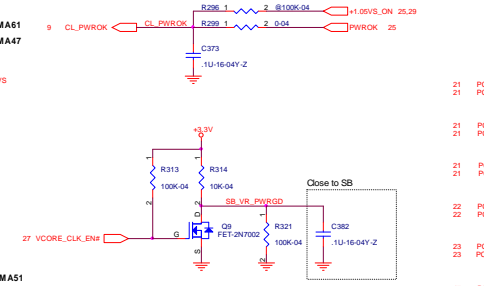 MA61
MA47
9 CL_PWROK CL_PWROK
R296 1 2 @100K-04 +1.05VS_ON 25,29
R299 1 2 0-04 PWROK 25
C373
.1U-16-04Y-Z
/S
21 P
21 P
21 P
21 P
21 P
21 P
22 P
22 P
23 P
23 P
+3.3V
1 1
R313 R314
100K-04 10K-04
2 2
Close to SB
SB_VR_PWRGD
27 VCORE_CLK_EN#
G D S
Q9
FET-2N7002
1
R321
100K-04
2
C382
.1U-16-04Y-Z
MA51